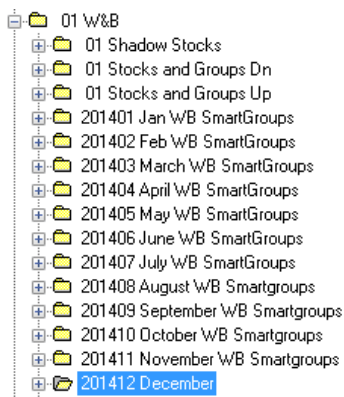 01 W&B
01 Shadow Stocks
01 Stocks and Groups Dn
01 Stocks and Groups Up
201401 Jan WB SmartGroups
201402 Feb WB SmartGroups
201403 March WB SmartGroups
201404 April WB SmartGroups
201405 May WB SmartGroups
201406 June WB SmartGroups
201407 July WB SmartGroups
201408 August WB Smartgroups
201409 September WB Smartgroups
201410 October WB Smartgroups
201411 November WB Smartgroups
201412 December